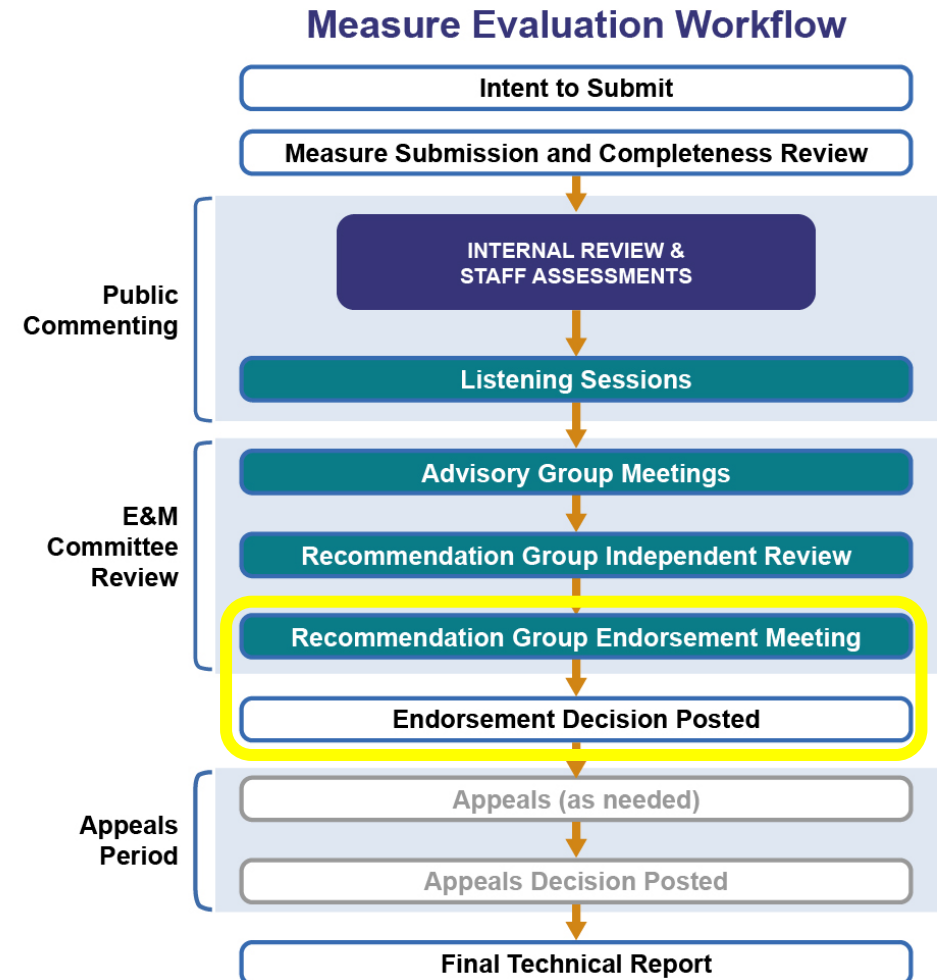 Measure Evaluation Workflow
Intent to Submit
Measure Submission and Completeness Review
Public
Commenting
INTERNAL REVIEW &
STAFF ASSESSMENTS
Listening Sessions
E&M
Committee
Review
Advisory Group Meetings
Recommendation Group Independent Review
Recommendation Group Endorsement Meeting
Endorsement Decision Posted
Appeals
Period
Appeals (as needed)
Appeals Decision Posted
Final Technical Report